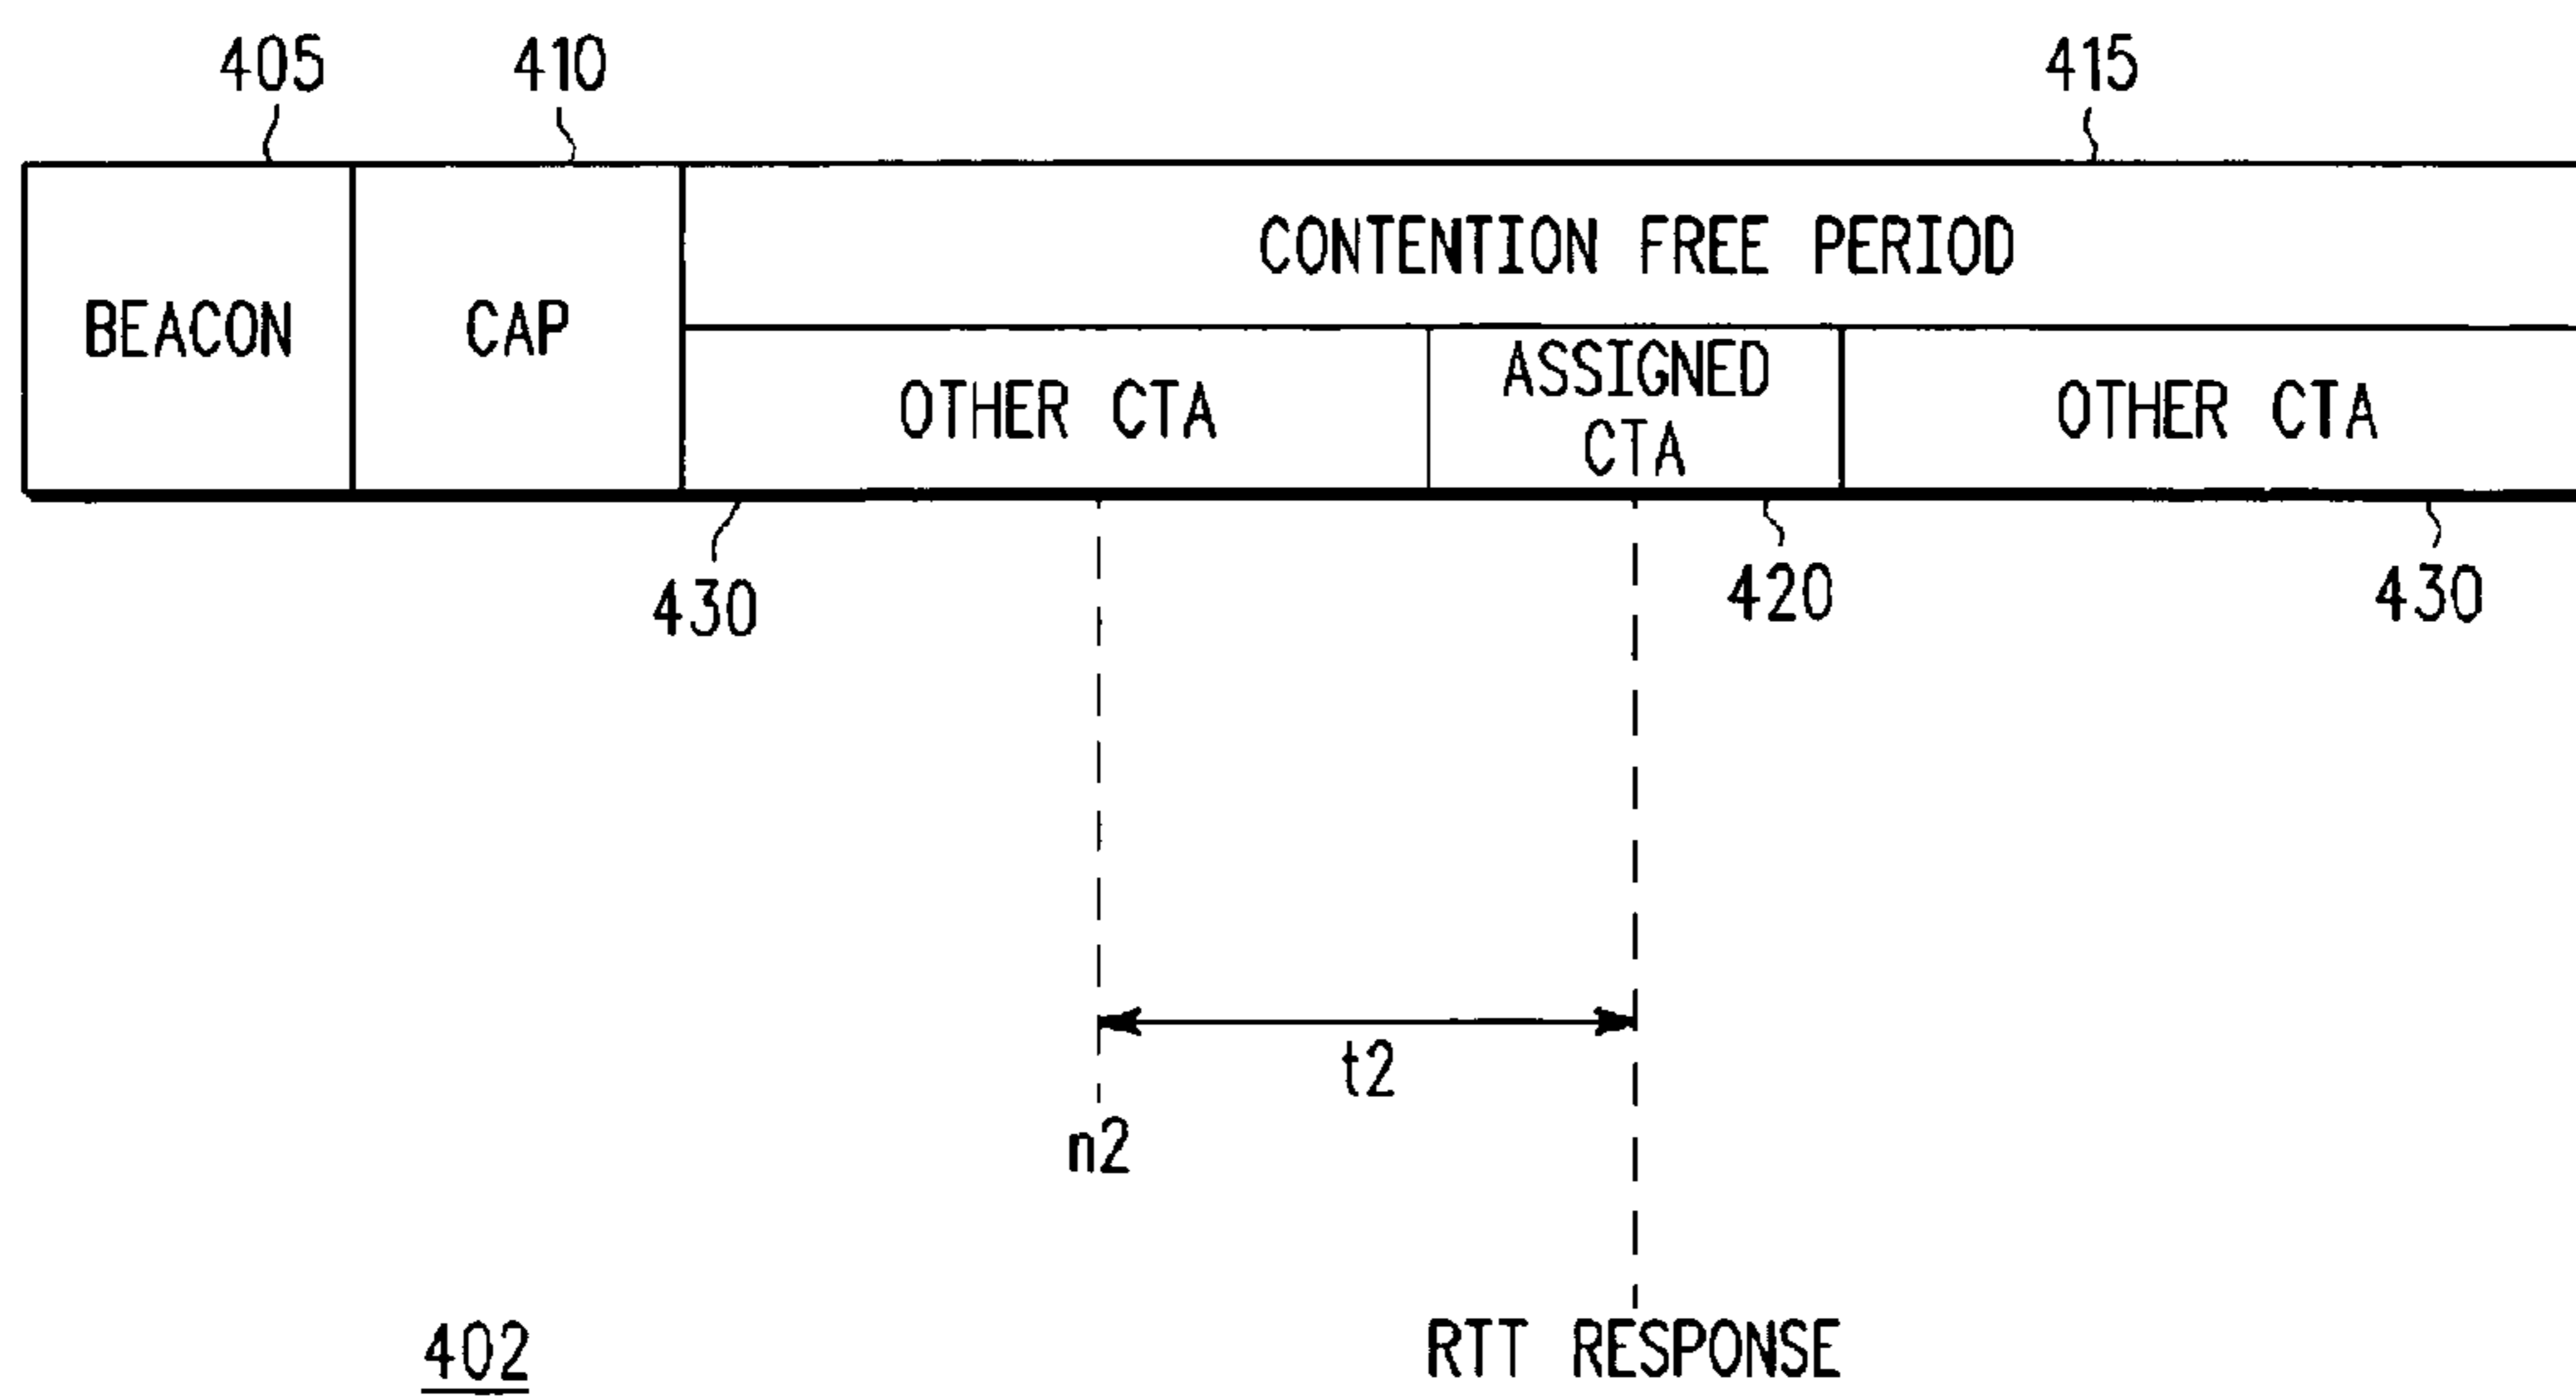 405
410
415
BEACON
CAP
CONTENTION FREE PERIOD
OTHER CTA
ASSIGNED
CTA
OTHER CTA
430
420
430
t2
n2
RTT RESPONSE
402